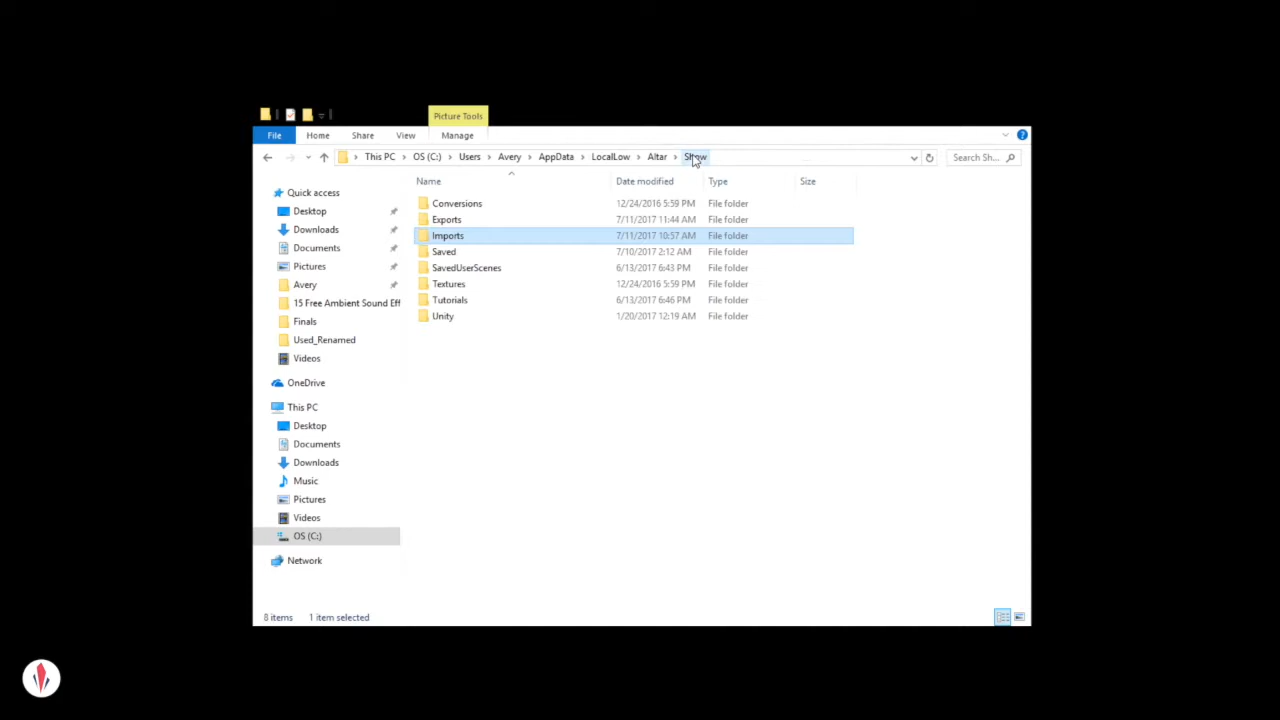 Picture Tools
File Home Share View Manage
This PC OS (C:) Users Avery AppData LocalLow Altar Show Search Sh...
Name Date modified Type Size
Quick access
Desktop
Downloads
Documents
Pictures
Avery
15 Free Ambient Sound Eff
Finals
Used_Renamed
Videos
OneDrive
This PC
Desktop
Documents
Downloads
Music
Pictures
Videos
OS (C:)
Network
Conversions 12/24/2016 5:59 PM File folder
Exports 7/11/2017 11:44 AM File folder
Imports 7/11/2017 10:57 AM File folder
Saved 7/10/2017 2:12 AM File folder
SavedUserScenes 6/13/2017 6:43 PM File folder
Textures 12/24/2016 5:59 PM File folder
Tutorials 6/13/2017 6:46 PM File folder
Unity 1/20/2017 12:19 AM File folder
8 items 1 item selected